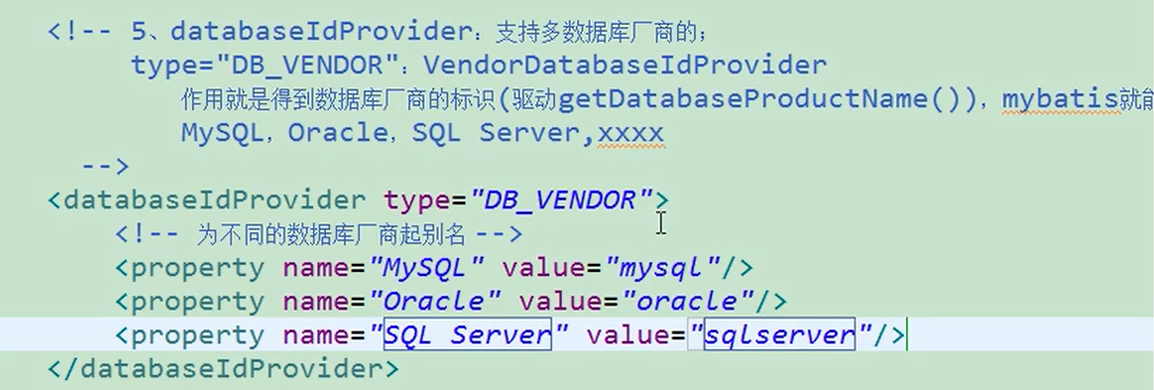 <!-- 5、databaseIdProvider：支持多数据库厂商的；
type="DB_VENDOR"：VendorDatabaseIdProvider
作用就是得到数据库厂商的标识(驱动getDatabaseProductName())，mybatis就能
MySQL，Oracle，SQL Server,xxxx
-->
<databaseIdProvider type="DB_VENDOR">
<!-- 为不同的数据库厂商起别名 -->
<property name="MySQL" value="mysql"/>
<property name="Oracle" value="oracle"/>
<property name="SQL Server" value="sqlserver"/>
</databaseIdProvider>